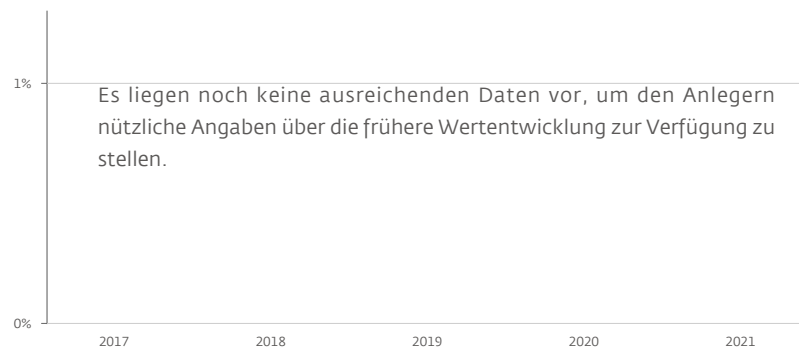 1%
Es liegen noch keine ausreichenden Daten vor, um den Anlegern
nützliche Angaben über die frühere Wertentwicklung zur Verfügung zu
stellen.
0%
2017 2018 2019 2020 2021